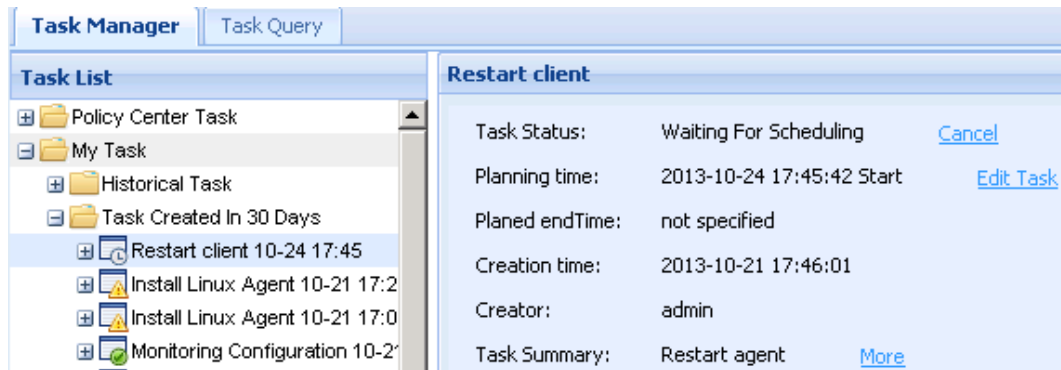 Task Manager
Task Query
Task List
Policy Center Task
My Task
Historical Task
Task Created In 30 Days
Restart client 10-24 17:45
Install Linux Agent 10-21 17:2
Install Linux Agent 10-21 17:0
Monitoring Configuration 10-2
Restart client
Task Status: Waiting For Scheduling Cancel
Planning time: 2013-10-24 17:45:42 Start Edit Task
Planed endTime: not specified
Creation time: 2013-10-21 17:46:01
Creator: admin
Task Summary: Restart agent More